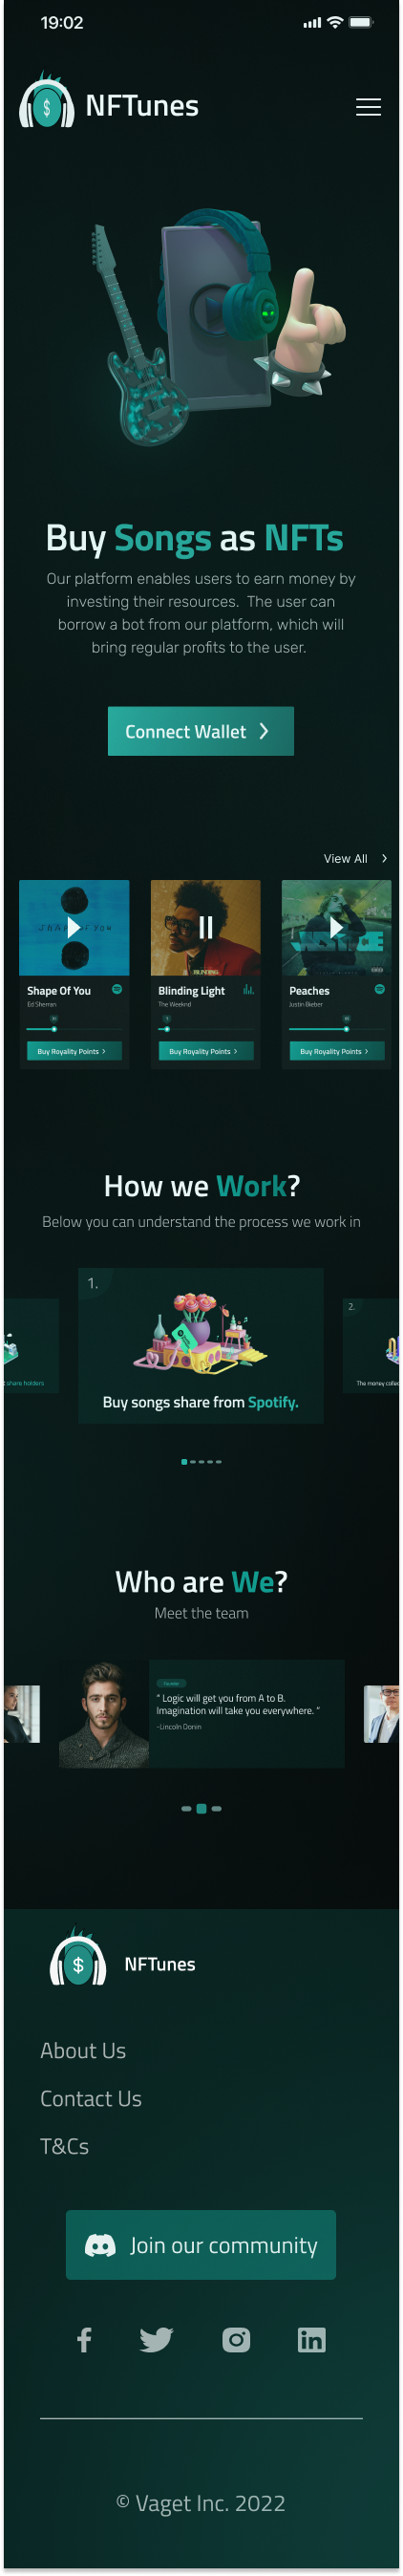 19:02
NFTunes
Buy Songs as NFTs
Our platform enables users to earn money by
investing their resources.  The user can
borrow a bot from our platform, which will
bring regular profits to the user.
Connect Wallet
View All
SHAPE OF YOU
BLINDING
Shape Of You
Ed Sheeran
Buy Royality Points
Blinding Light
The Weeknd
Buy Royality Points
Peaches
Justin Bieber
Buy Royality Points
How we Work?
Below you can understand the process we work in
share holders
1.
Buy songs share from Spotify.
2.
The money collec
Who are We?
Meet the team
Founder
“ Logic will get you from A to B.
Imagination will take you everywhere. ”
-Lincoln Donin
$ NFTunes
About Us
Contact Us
T&Cs
Join our community
© Vaget Inc. 2022